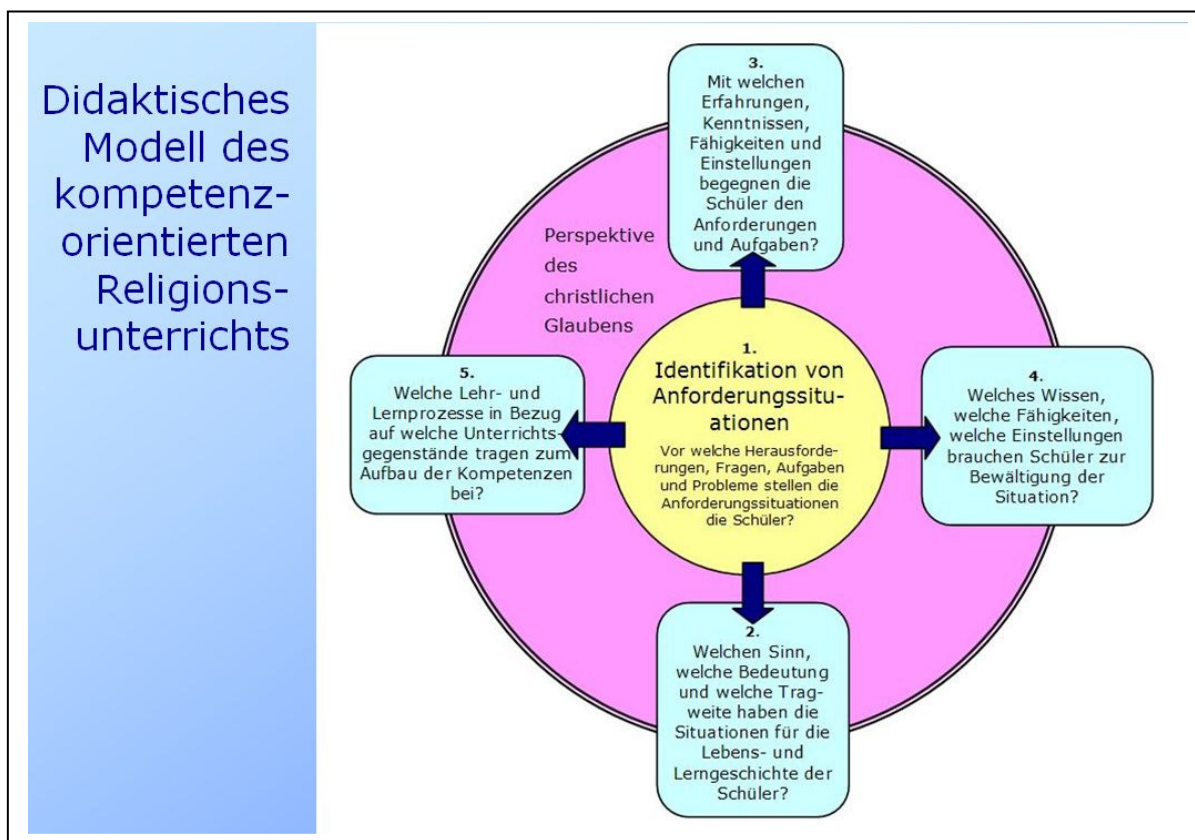 Didaktisches
Modell des
kompetenz-
orientierten
Religions-
unterrichts
3.
Mit welchen
Erfahrungen,
Kenntnissen,
Fähigkeiten und
Einstellungen
begegnen die
Schüler den
Anforderungen
und Aufgaben?
Perspektive
des
christlichen
Glaubens
1.
Identifikation von
Anforderungssitu-
ationen
Vor welche Herausforde-
rungen, Fragen, Aufgaben
und Probleme stellen die
Anforderungssituationen
die Schüler?
5.
Welche Lehr- und
Lernprozesse in Bezug
auf welche Unterrichts-
gegenstände tragen zum
Aufbau der Kompetenzen
bei?
4.
Welches Wissen,
welche Fähigkeiten,
welche Einstellungen
brauchen Schüler zur
Bewältigung der
Situation?
2.
Welchen Sinn,
welche Bedeutung
und welche Trag-
weite haben die
Situationen für die
Lebens- und
Lerngeschichte der
Schüler?